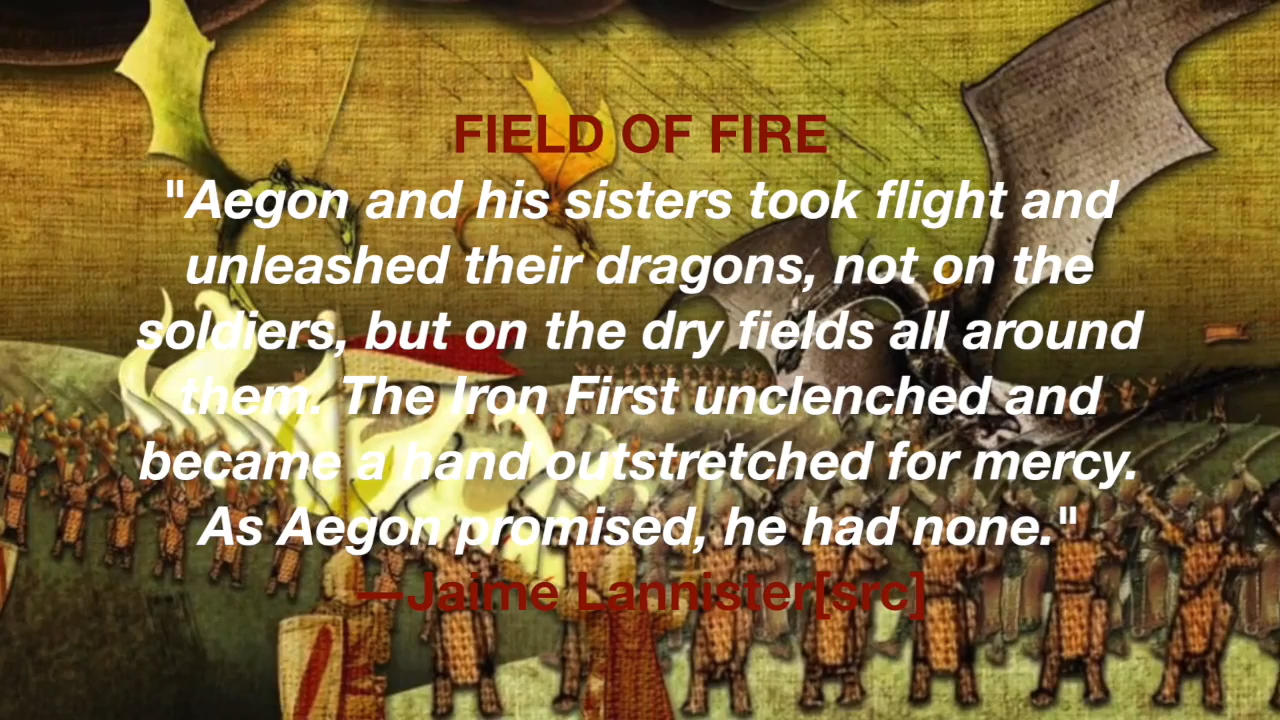 FIELD OF FIRE
"Aegon and his sisters took flight and
unleashed their dragons, not on the
soldiers, but on the dry fields all around
them. The Iron First unclenched and
became a hand outstretched for mercy.
As Aegon promised, he had none."
—Jaime Lannister[src]